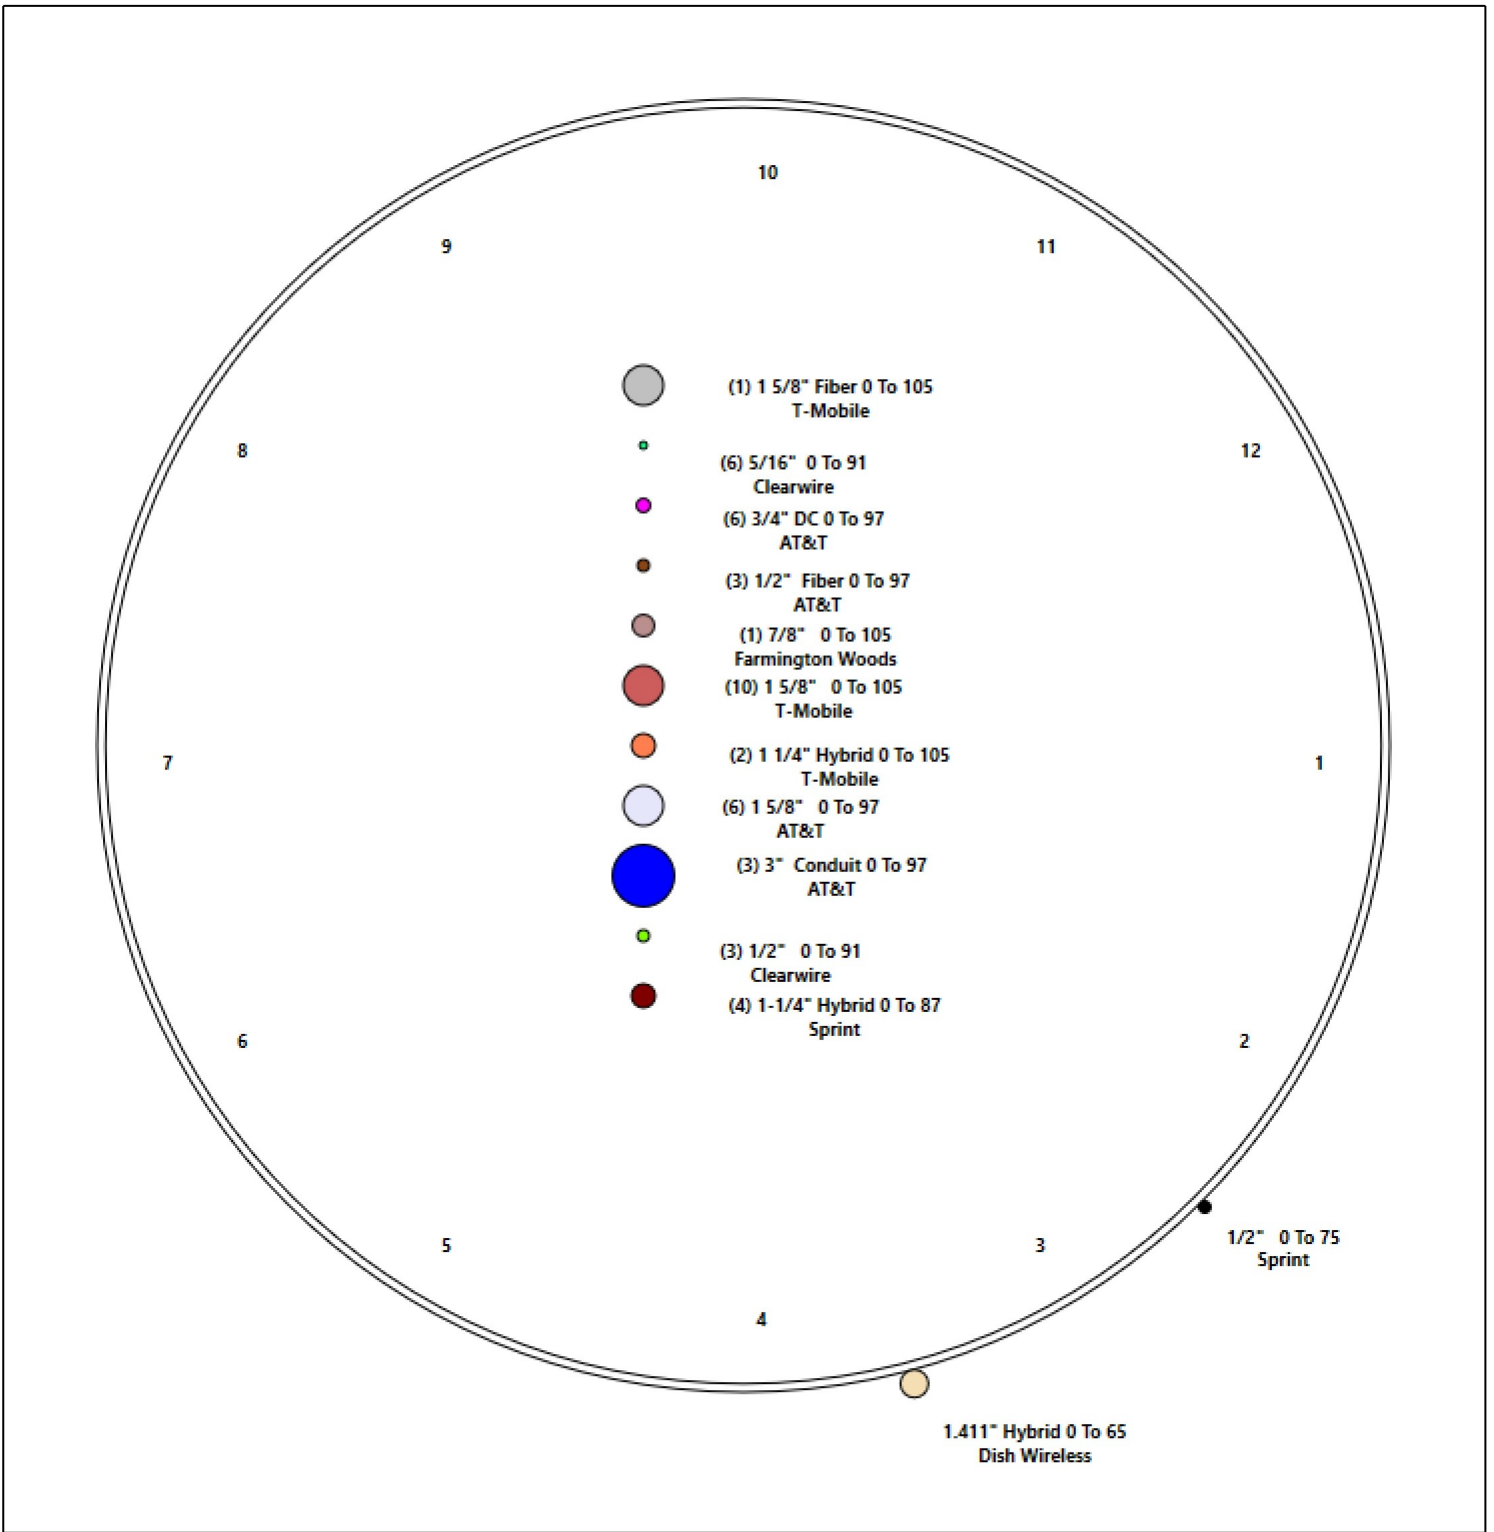 10
9
11
(1) 1 5/8" Fiber 0 To 105
T-Mobile
8
12
(6) 5/16" 0 To 91
Clearwire
(6) 3/4" DC 0 To 97
AT&T
(3) 1/2" Fiber 0 To 97
AT&T
(1) 7/8" 0 To 105
Farmington Woods
(10) 1 5/8" 0 To 105
T-Mobile
7
1
(2) 1 1/4" Hybrid 0 To 105
T-Mobile
(6) 1 5/8" 0 To 97
AT&T
(3) 3" Conduit 0 To 97
AT&T
(3) 1/2" 0 To 91
Clearwire
(4) 1-1/4" Hybrid 0 To 87
Sprint
6
2
5
3
1/2" 0 To 75
Sprint
4
1.411" Hybrid 0 To 65
Dish Wireless